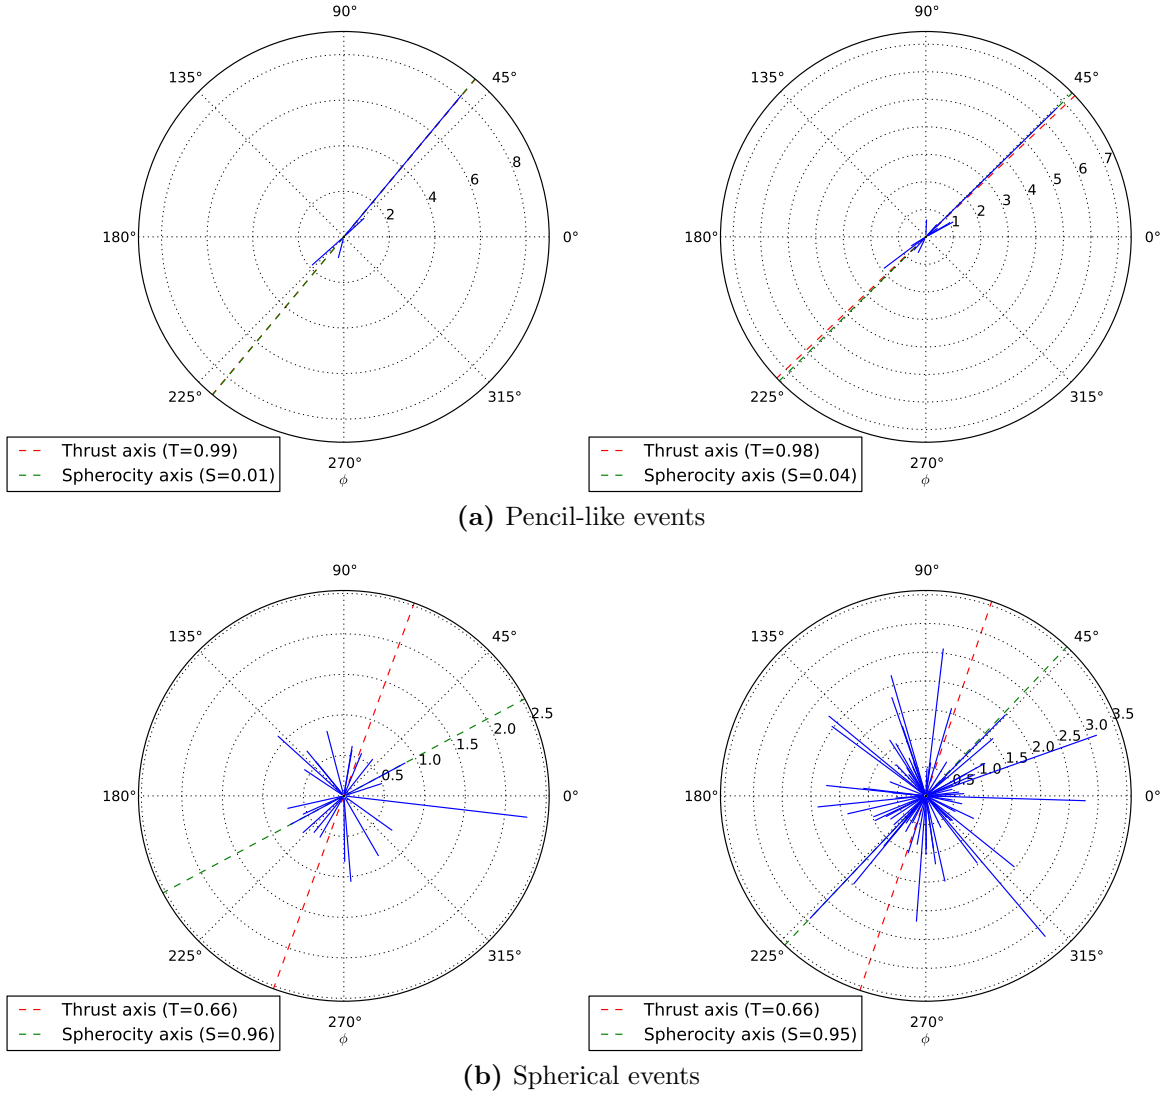 90° 90°
135° 45° 135° 45°
8 7
6 6
4 5
2 4
3
2
1
180° 0° 180° 0°
225° 315° 225° 315°
Thrust axis (T=0.99) Thrust axis (T=0.98)
270° 270°
Spherocity axis (S=0.01) Spherocity axis (S=0.04)
ϕ ϕ
(a) Pencil-like events
90° 90°
135° 45° 135° 45°
2.5 3.5
2.0 3.0
1.5 2.5
1.0 2.0
0.5 1.5
1.0
0.5
180° 0° 180° 0°
225° 315° 225° 315°
Thrust axis (T=0.66) Thrust axis (T=0.66)
270° 270°
Spherocity axis (S=0.96) Spherocity axis (S=0.95)
ϕ ϕ
(b) Spherical events